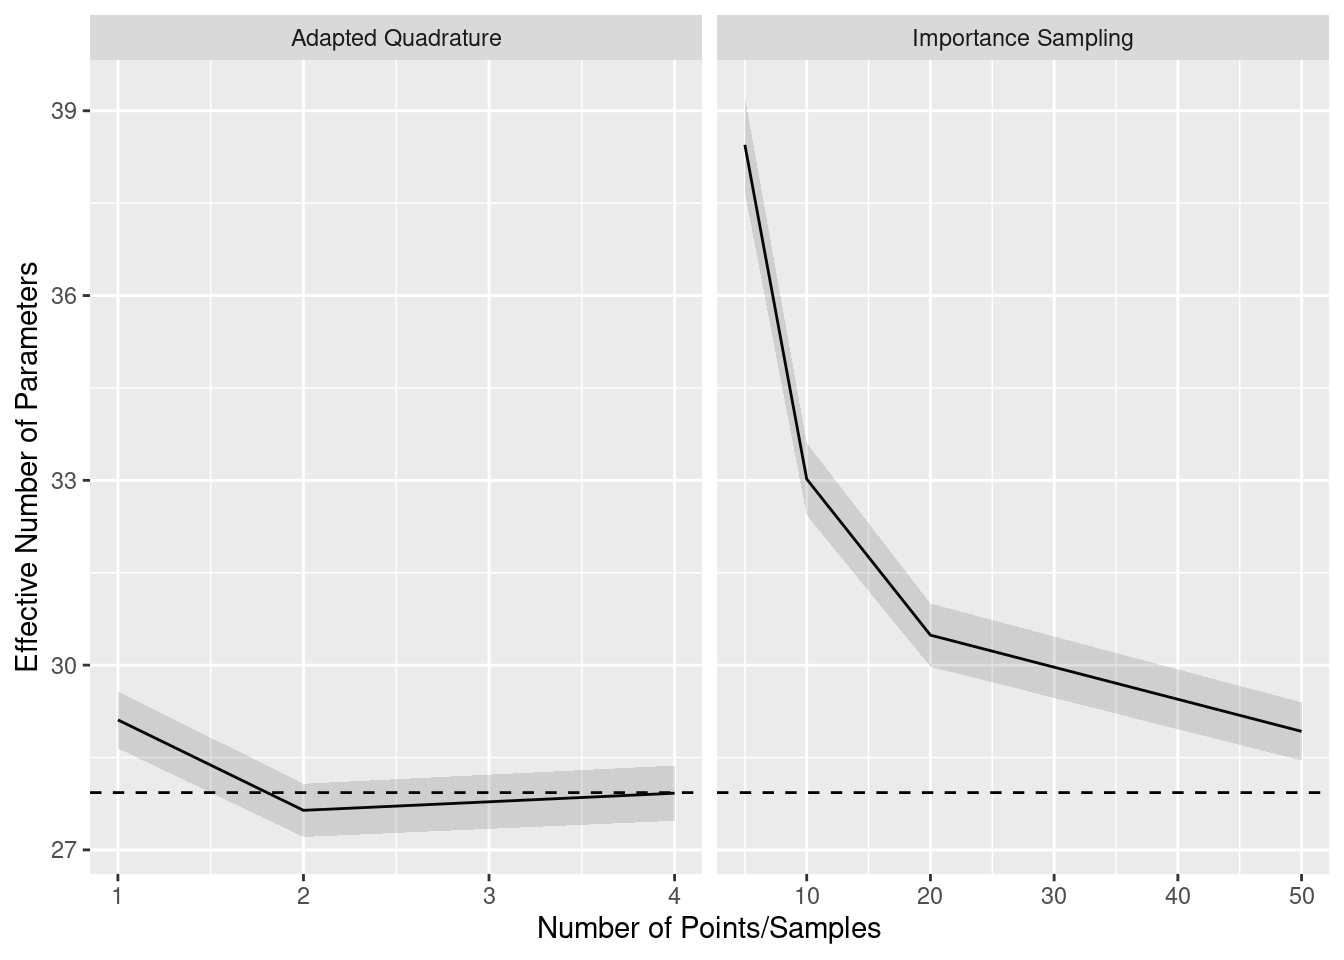 Adapted Quadrature
Importance Sampling
Effective Number of Parameters
39
36
33
30
27
1 2 3 4
10 20 30 40 50
Number of Points/Samples